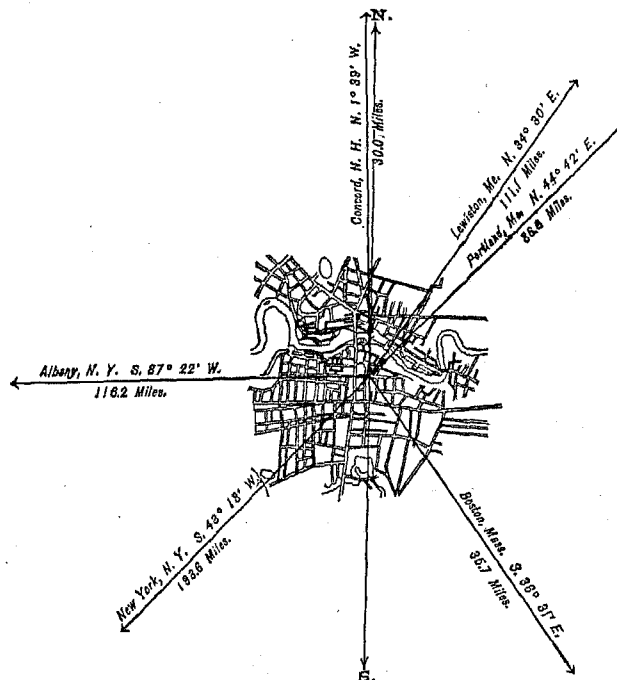 N.
Concord, N. H. N. 1° 39' W.
30.0 Miles.
Lewiston, Me. N. 34° 30' E.
111.1 Miles.
Portland, Me. N. 44° 42' E.
86.8 Miles.
Albany, N. Y. S. 87° 22' W.
116.2 Miles.
New York, N. Y. S. 43° 13' W.
193.6 Miles.
Boston, Mass. S. 36° 31' E.
35.7 Miles.
S.